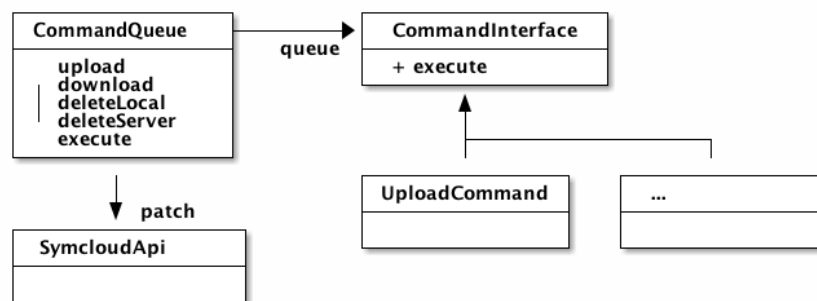 CommandQueue
upload
download
deleteLocal
deleteServer
execute
queue
CommandInterface
+ execute
patch
SymcloudApi
UploadCommand
...